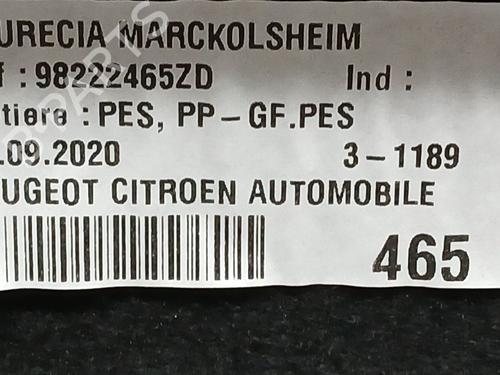 URECIA MARCKOLSHEIM
f : 98222465ZD Ind :
tiere : PES, PP-GF.PES
.09.2020 3-1189
UGEOT CITROEN AUTOMOBILE
465